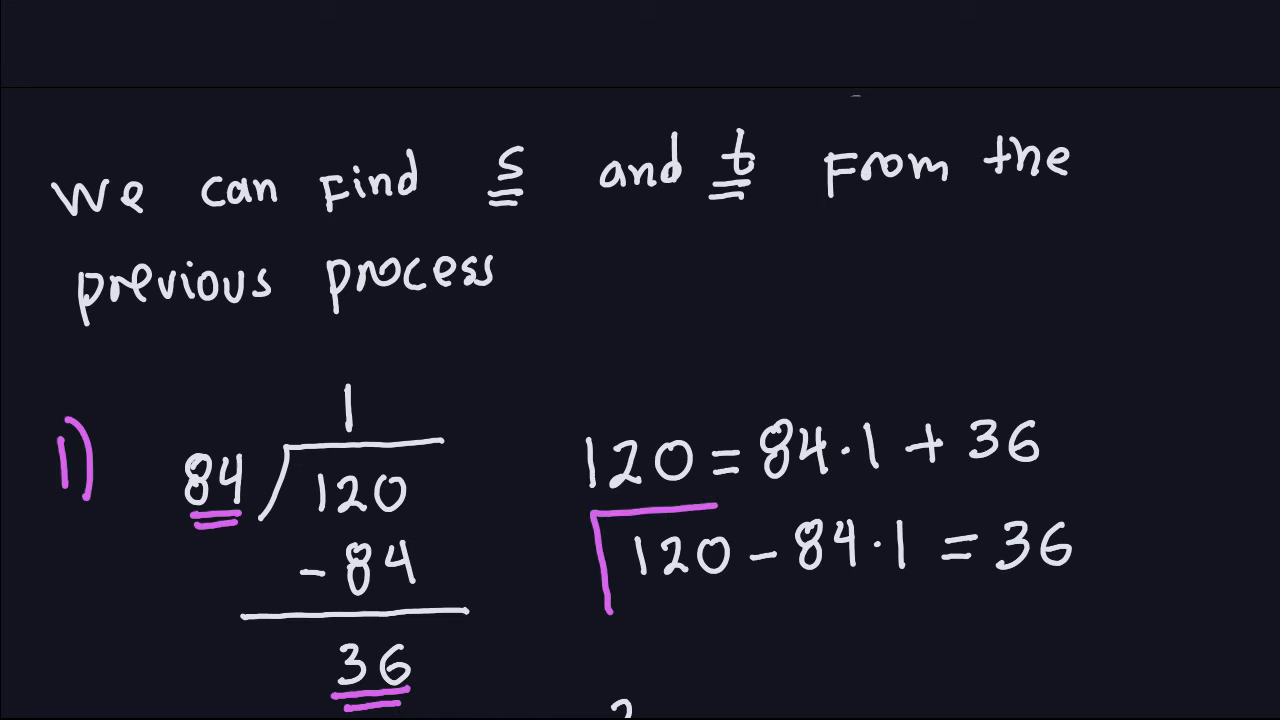 We can Find s and t From the
previous process
1
1) 84 120 120 = 84·1 + 36
-84 120 - 84·1 = 36
36